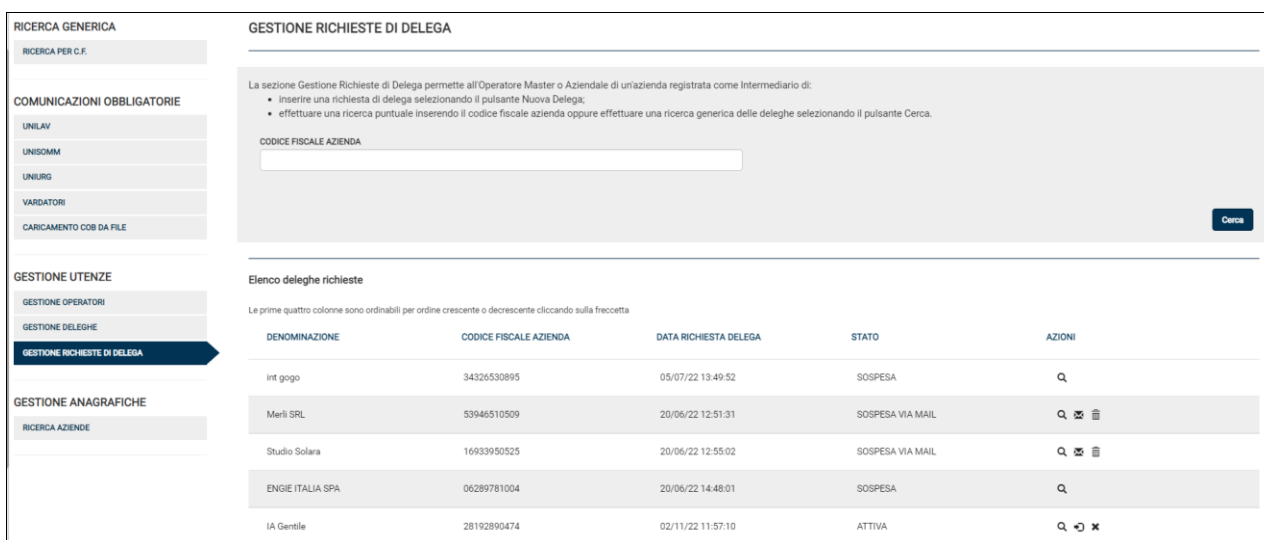 RICERCA GENERICA
RICERCA PER C.F.
COMUNICAZIONI OBBLIGATORIE
UNILAV
UNISOMM
UNIURG
VARDATORI
CARICAMENTO COB DA FILE
GESTIONE UTENZE
GESTIONE OPERATORI
GESTIONE DELEGHE
GESTIONE RICHIESTE DI DELEGA
GESTIONE ANAGRAFICHE
RICERCA AZIENDE
GESTIONE RICHIESTE DI DELEGA
La sezione Gestione Richieste di Delega permette all'Operatore Master o Aziendale di un'azienda registrata come Intermediario di:
• inserire una richiesta di delega selezionando il pulsante Nuova Delega;
• effettuare una ricerca puntuale inserendo il codice fiscale azienda oppure effettuare una ricerca generica delle deleghe selezionando il pulsante Cerca.
CODICE FISCALE AZIENDA
Cerca
Elenco deleghe richieste
Le prime quattro colonne sono ordinabili per ordine crescente o decrescente cliccando sulla freccetta
DENOMINAZIONE CODICE FISCALE AZIENDA DATA RICHIESTA DELEGA STATO AZIONI
int gogo 34326530895 05/07/22 13:49:52 SOSPESA
Merli SRL 53946510509 20/06/22 12:51:31 SOSPESA VIA MAIL
Studio Solara 16933950525 20/06/22 12:55:02 SOSPESA VIA MAIL
ENGIE ITALIA SPA 06289781004 20/06/22 14:48:01 SOSPESA
IA Gentile 28192890474 02/11/22 11:57:10 ATTIVA